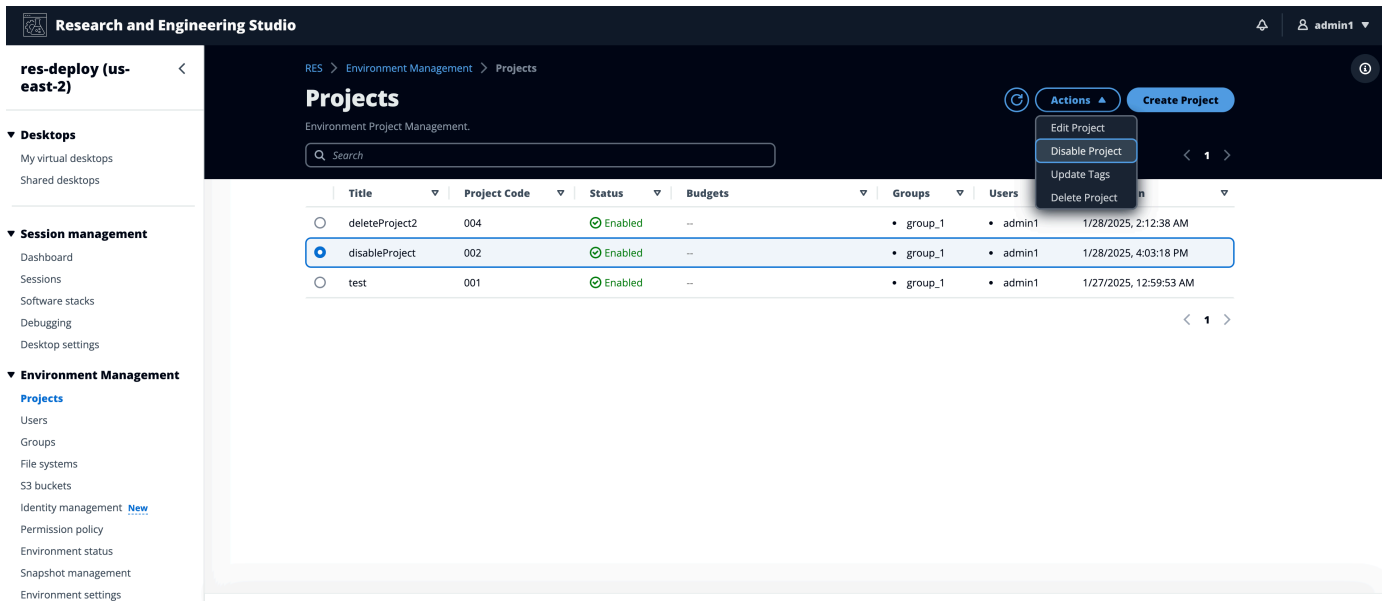 Research and Engineering Studio
admin1
res-deploy (us-east-2)
Desktops
My virtual desktops
Shared desktops
Session management
Dashboard
Sessions
Software stacks
Debugging
Desktop settings
Environment Management
Projects
Users
Groups
File systems
S3 buckets
Identity management New
Permission policy
Environment status
Snapshot management
Environment settings
RES > Environment Management > Projects
Projects
Actions
Create Project
Environment Project Management.
Search
Edit Project
Disable Project
Update Tags
Delete Project
< 1 >
Title Project Code Status Budgets Groups Users
deleteProject2 004 Enabled -- • group_1 • admin1 1/28/2025, 2:12:38 AM
disableProject 002 Enabled -- • group_1 • admin1 1/28/2025, 4:03:18 PM
test 001 Enabled -- • group_1 • admin1 1/27/2025, 12:59:53 AM
< 1 >